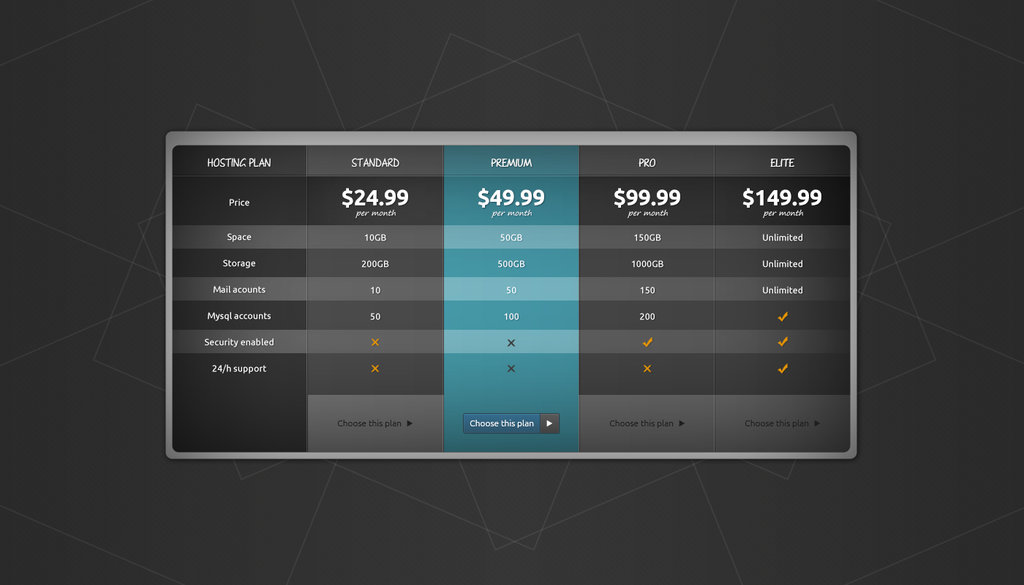 HOSTING PLAN STANDARD PREMIUM PRO ELITE
Price $24.99 $49.99 $99.99 $149.99
per month per month per month per month
Space 10GB 50GB 150GB Unlimited
Storage 200GB 500GB 1000GB Unlimited
Mail acounts 10 50 150 Unlimited
Mysql accounts 50 100 200
Security enabled
24/h support
Choose this plan Choose this plan Choose this plan Choose this plan